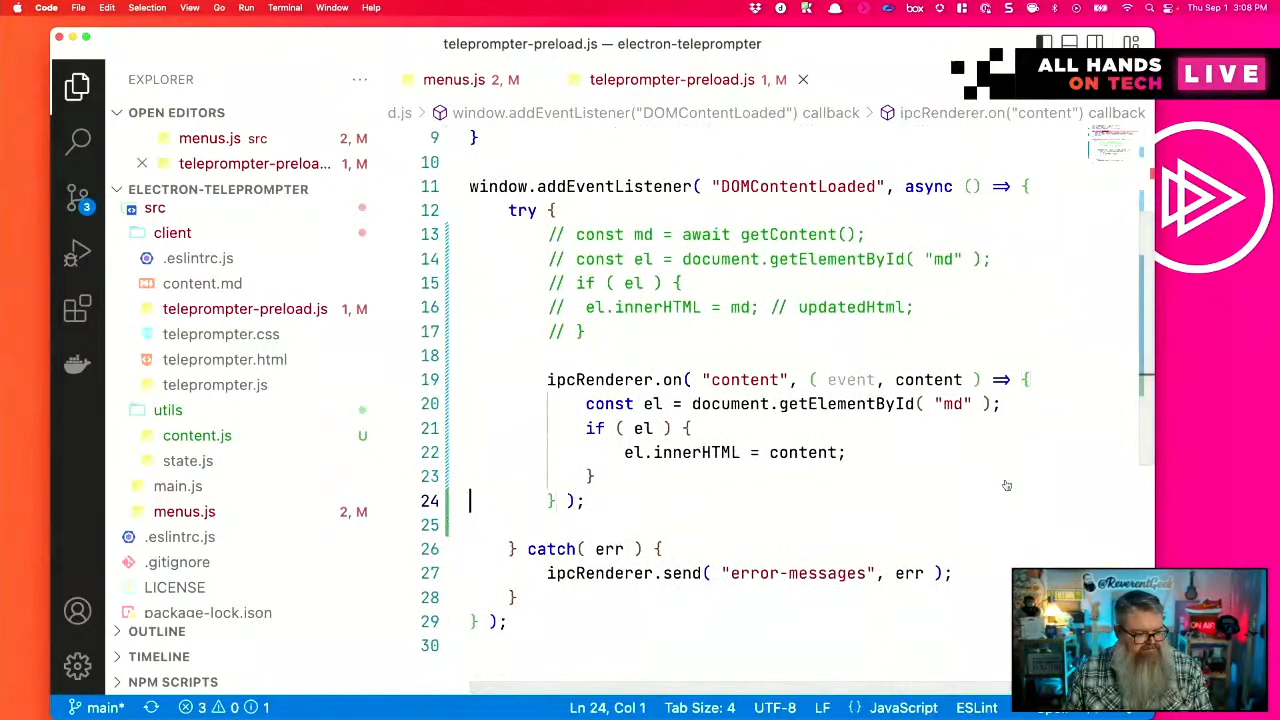 Code File Edit Selection View Go Run Terminal Window Help
box
Thu Sep 1 3:08 PM
teleprompter-preload.js — electron-teleprompter
ALL HANDS
ON TECH
LIVE
EXPLORER
menus.js 2, M
teleprompter-preload.js 1, M
d.js > window.addEventListener("DOMContentLoaded") callback > ipcRenderer.on("content") callback
OPEN EDITORS
menus.js src 2, M
teleprompter-preloa... 1, M
ELECTRON-TELEPROMPTER
src
client
.eslintrc.js
content.md
teleprompter-preload.js 1, M
teleprompter.css
teleprompter.html
teleprompter.js
utils
content.js U
state.js
main.js
menus.js 2, M
.eslintrc.js
.gitignore
LICENSE
package-lock.json
OUTLINE
TIMELINE
NPM SCRIPTS
3
9 }
10
11 window.addEventListener( "DOMContentLoaded", async () => {
12 try {
13 // const md = await getContent();
14 // const el = document.getElementById( "md" );
15 // if ( el ) {
16 // el.innerHTML = md; // updatedHtml;
17 // }
18
19 ipcRenderer.on( "content", ( event, content ) => {
20 const el = document.getElementById( "md" );
21 if ( el ) {
22 el.innerHTML = content;
23 }
24 } );
25
26 } catch( err ) {
27 ipcRenderer.send( "error-messages", err );
28 }
29 } );
30
@ReverentGeek
ON AIR
main* 3 0 1
Ln 24, Col 1 Tab Size: 4 UTF-8 LF {} JavaScript ESLint